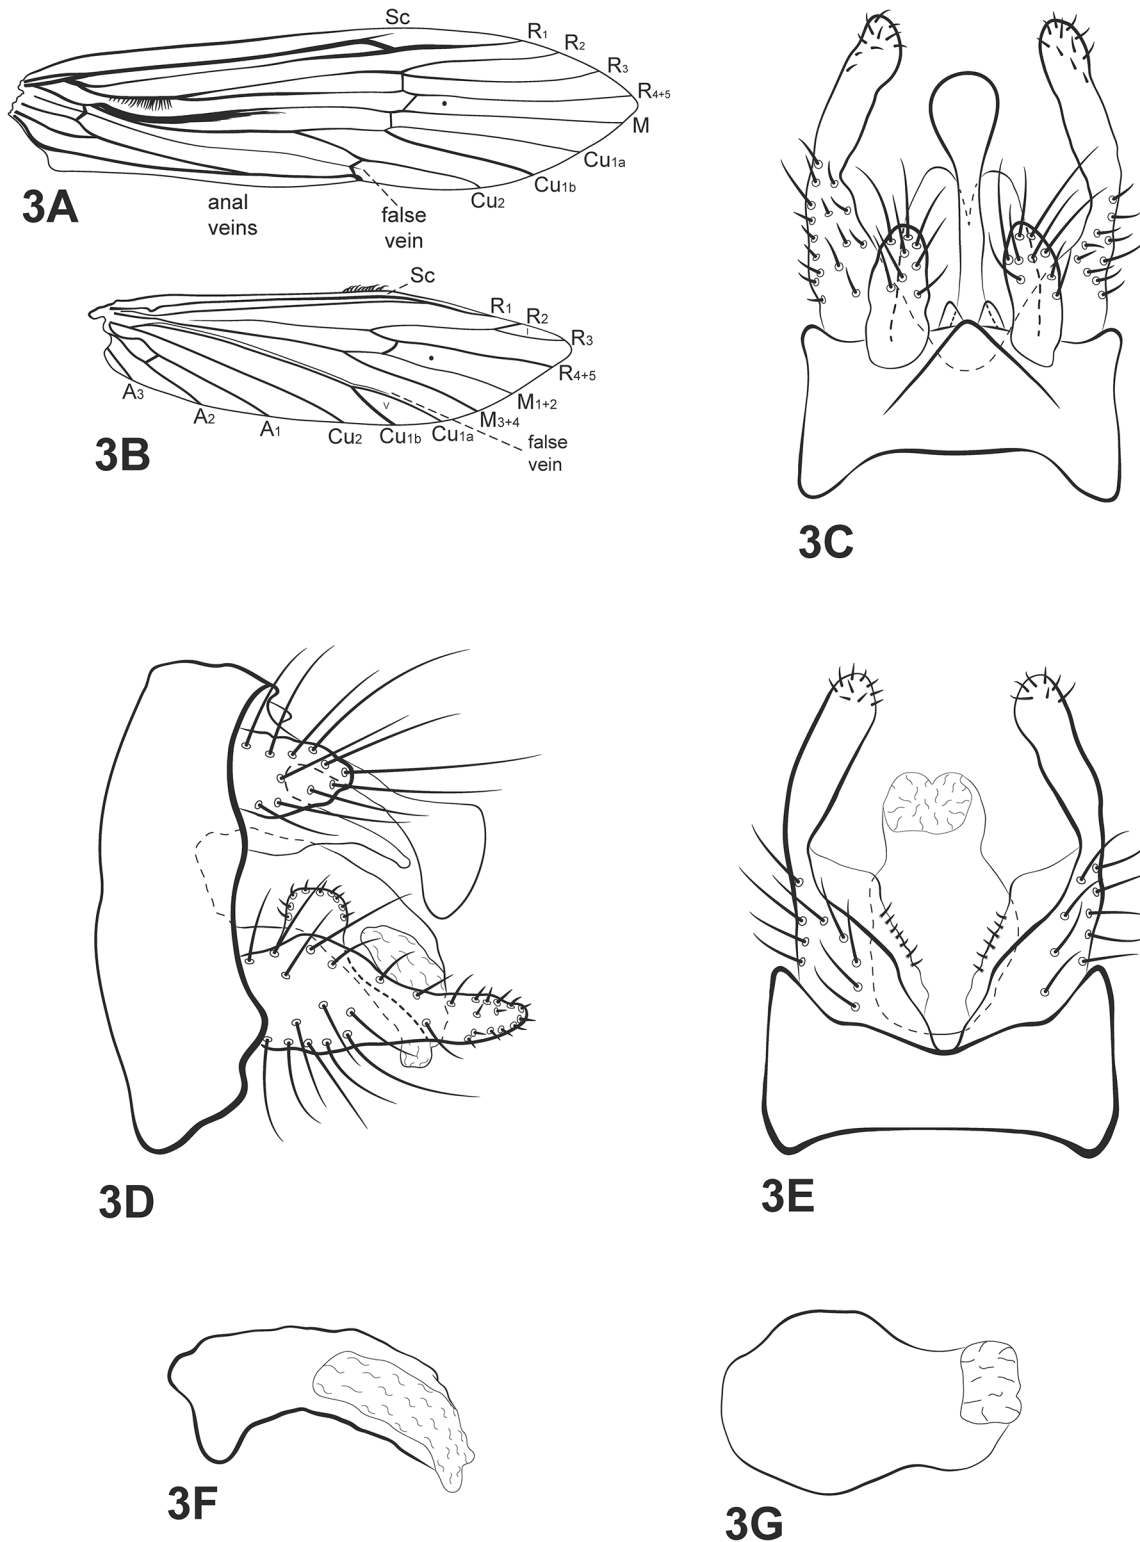 Sc
R1
R2
R3
R4+5
M
Cu1a
Cu1b
Cu2
false
vein
anal
veins
3A
Sc
R1
R2
R3
R4+5
M1+2
M3+4
Cu1a
Cu1b
Cu2
A1
A2
A3
false
vein
3B
3C
3D
3E
3F
3G